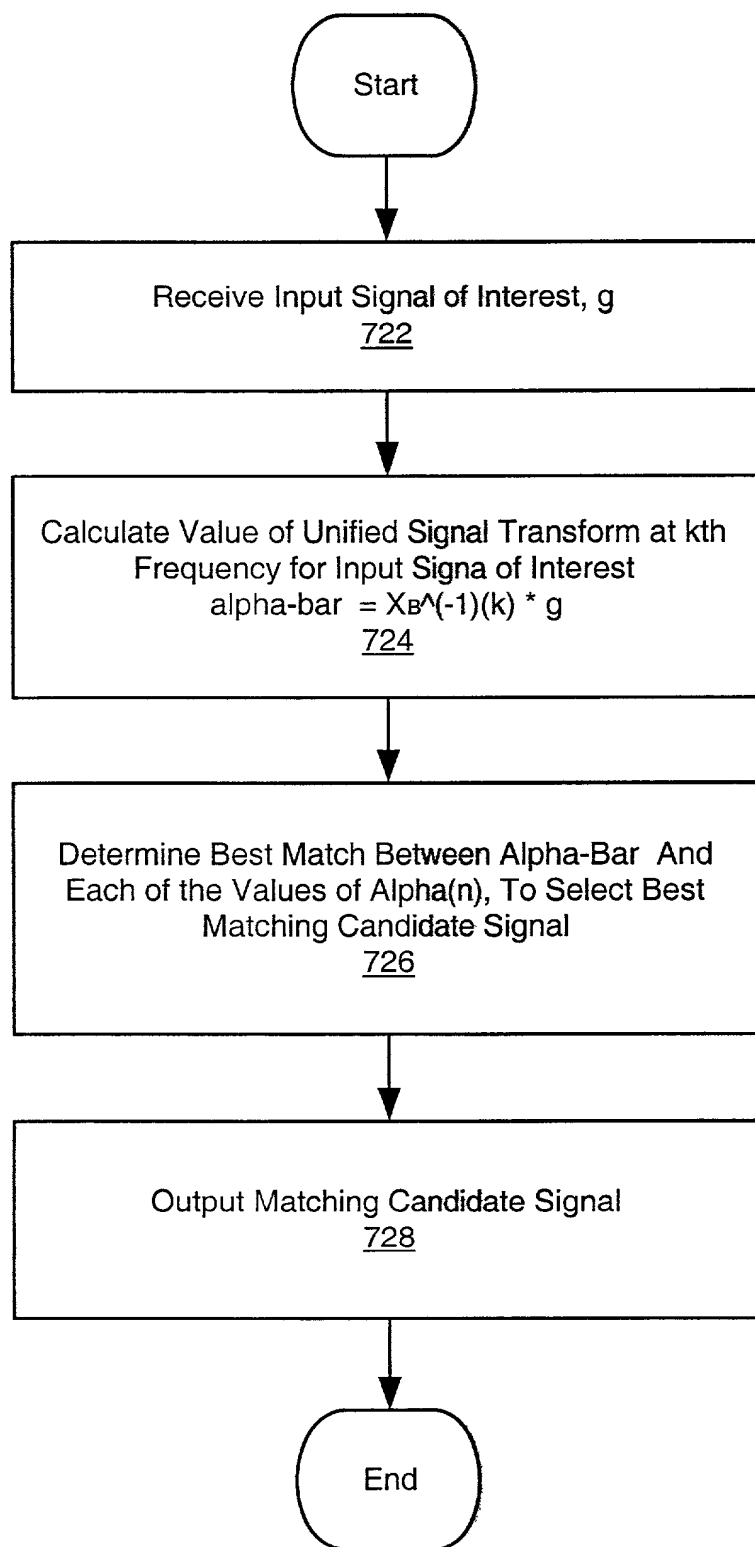 Start
Receive Input Signal of Interest, g
722
Calculate Value of Unified Signal Transform at kth
Frequency for Input Signa of Interest
alpha-bar = XB^(-1)(k) * g
724
Determine Best Match Between Alpha-Bar And
Each of the Values of Alpha(n), To Select Best
Matching Candidate Signal
726
Output Matching Candidate Signal
728
End